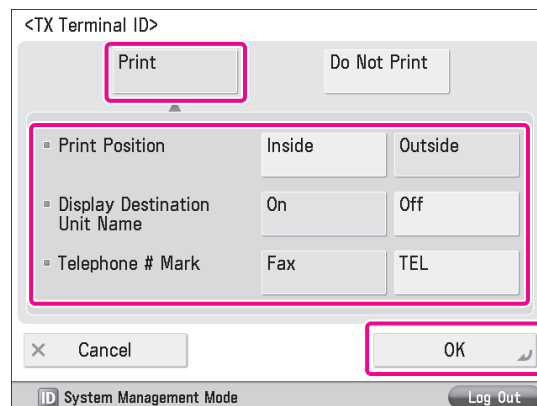 <TX Terminal ID>
Print Do Not Print
Print Position Inside Outside
Display Destination Unit Name On Off
Telephone # Mark Fax TEL
× Cancel OK
ID System Management Mode Log Out